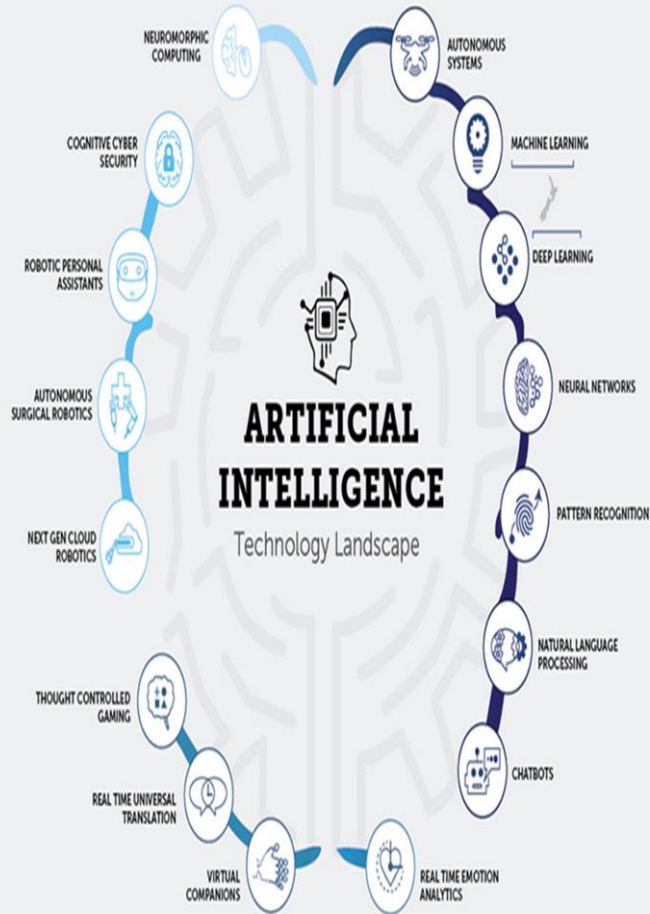 NEUROMORPHIC
COMPUTING
AUTONOMOUS
SYSTEMS
COGNITIVE CYBER
SECURITY
MACHINE LEARNING
ROBOTIC PERSONAL
ASSISTANTS
DEEP LEARNING
AUTONOMOUS
SURGICAL ROBOTICS
NEURAL NETWORKS
ARTIFICIAL
INTELLIGENCE
Technology Landscape
NEXT GEN CLOUD
ROBOTICS
PATTERN RECOGNITION
NATURAL LANGUAGE
PROCESSING
THOUGHT CONTROLLED
GAMING
CHATBOTS
REAL TIME UNIVERSAL
TRANSLATION
VIRTUAL
COMPANIONS
REAL TIME EMOTION
ANALYTICS